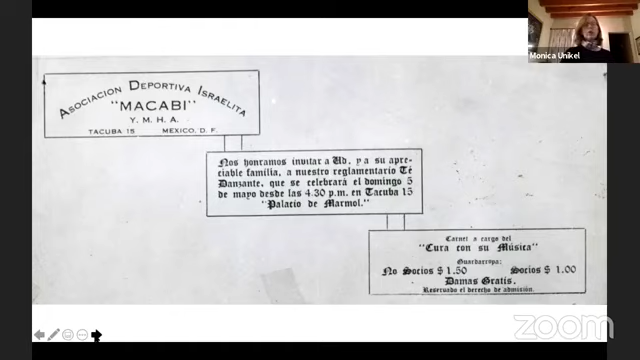 Monica Unikel
ASOCIACION DEPORTIVA ISRAELITA
"MACABI"
Y. M. H. A.
TACUBA 15 MEXICO, D. F.
Nos honramos invitar a Ud. y a su apre-
ciable familia, a nuestro reglamentario Té
Danzante, que se celebrará el domingo 5
de mayo desde las 4.30 p.m. en Tacuba 15
"Palacio de Marmol."
Carnet a cargo del
"Cura con su Música"
Guardarropa:
No Socios $ 1.50 Socios $ 1.00
Damas Gratis.
Reservado el derecho de admisión.
zoom